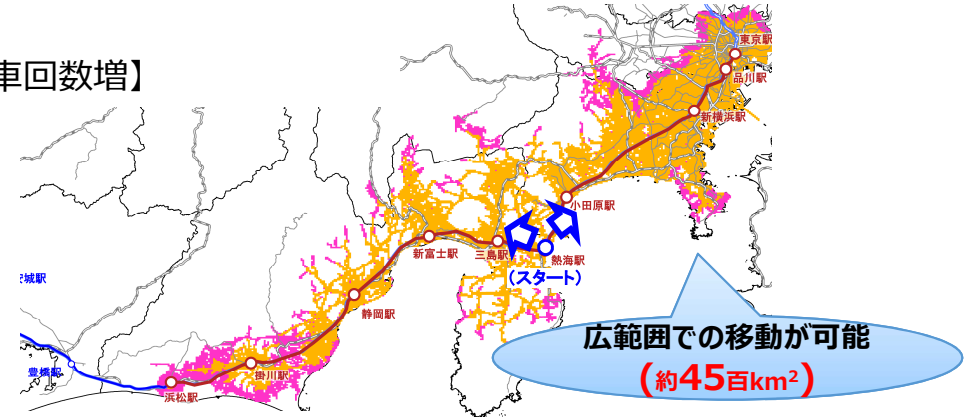 車回数増】
東京駅
品川駅
新横浜駅
小田原駅
熱海駅
(スタート)
三島駅
新富士駅
静岡駅
掛川駅
浜松駅
豊橋駅
城駅
広範囲での移動が可能
(約45百km²)